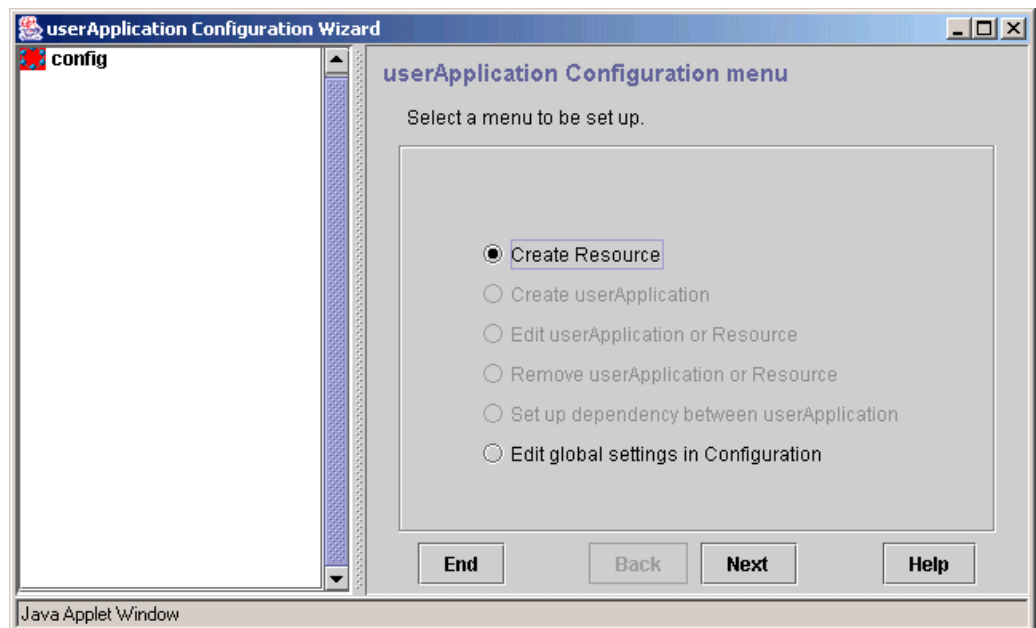 userApplication Configuration Wizard
config
userApplication Configuration menu
Select a menu to be set up.
Create Resource
Create userApplication
Edit userApplication or Resource
Remove userApplication or Resource
Set up dependency between userApplication
Edit global settings in Configuration
End Back Next Help
Java Applet Window